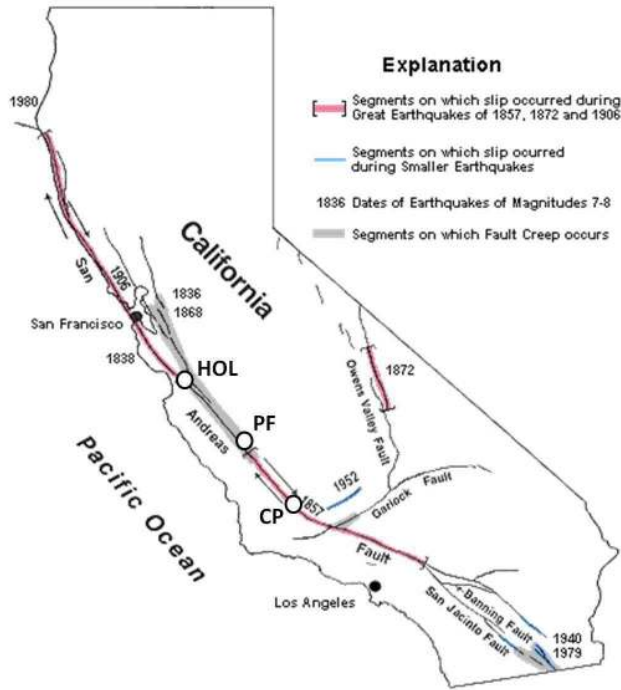 Explanation
Segments on which slip occurred during
Great Earthquakes of 1857, 1872 and 1906
Segments on which slip ocurred
during Smaller Earthquakes
1836 Dates of Earthquakes of Magnitudes 7-8
Segments on which Fault Creep occurs
1980
California
San
1906
1836
1868
San Francisco
1838
HOL
Andreas
PF
1872
Owens Valley Fault
Pacific Ocean
1952
Garlock Fault
CP
1857
Fault
Los Angeles
Banning Fault
San Jacinto Fault
1940
1979